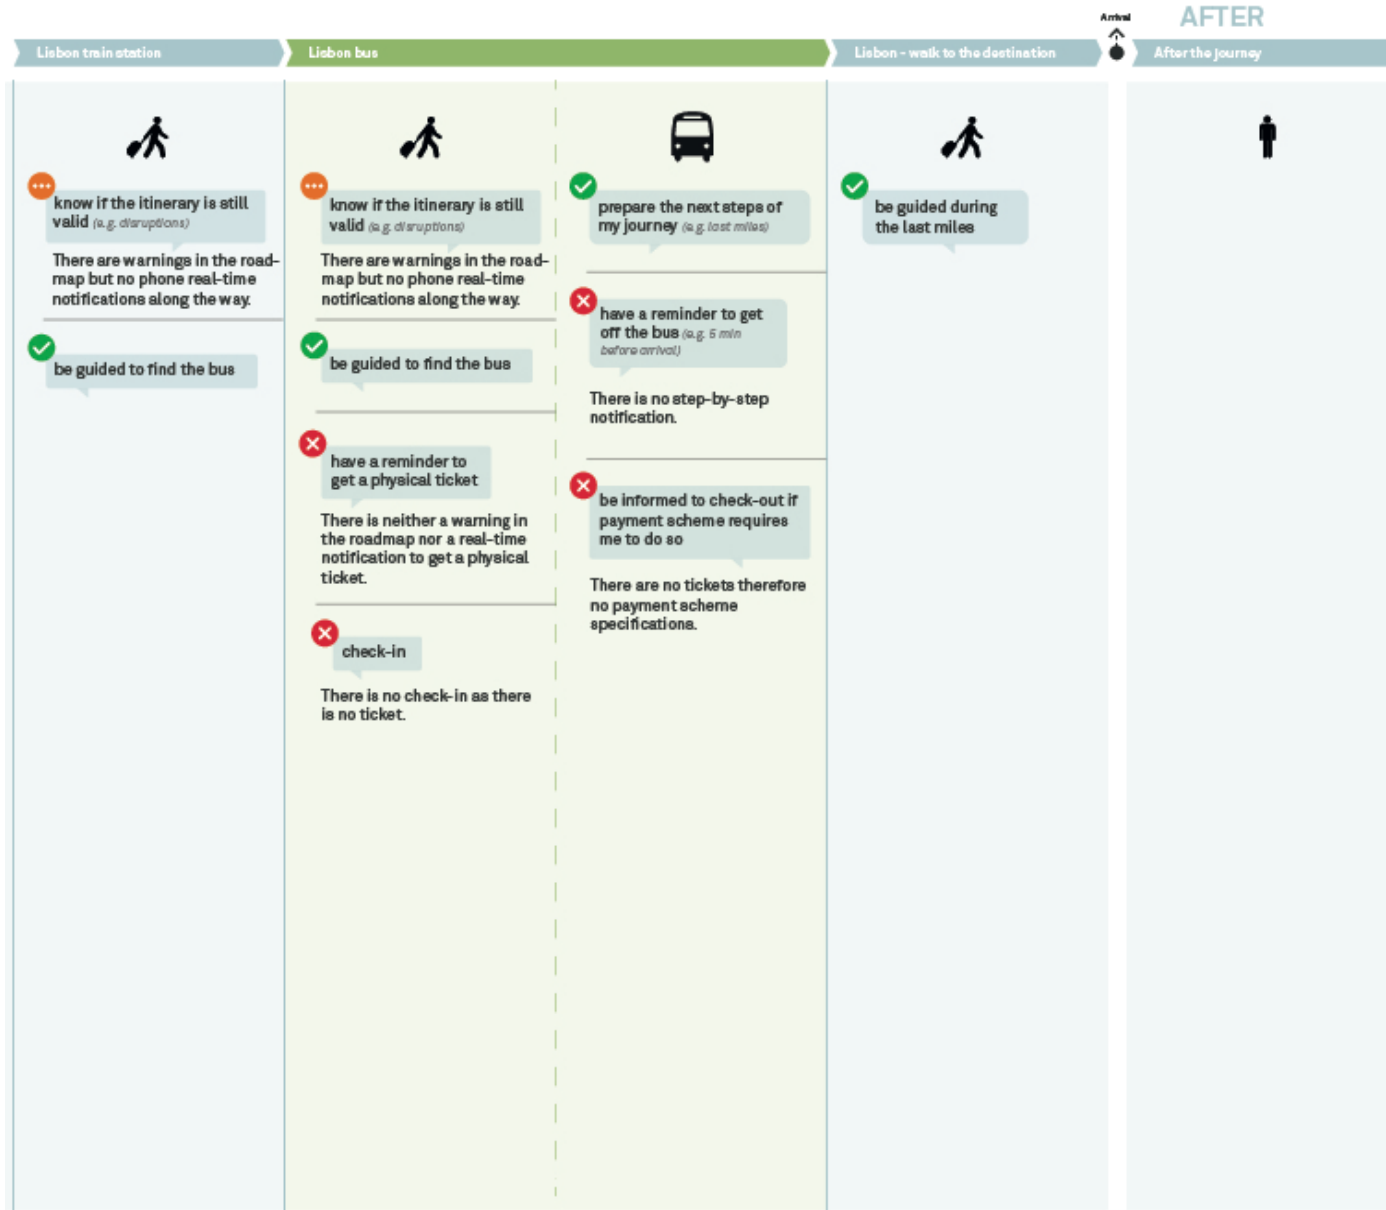 Arrival
AFTER
Lisbon train station
Lisbon bus
Lisbon - walk to the destination
After the journey
know if the itinerary is still
valid (e.g. disruptions)
There are warnings in the road-
map but no phone real-time
notifications along the way.
be guided to find the bus
know if the itinerary is still
valid (e.g. disruptions)
There are warnings in the road-
map but no phone real-time
notifications along the way.
be guided to find the bus
have a reminder to
get a physical ticket
There is neither a warning in
the roadmap nor a real-time
notification to get a physical
ticket.
check-in
There is no check-in as there
is no ticket.
prepare the next steps of
my journey (e.g. last miles)
have a reminder to get
off the bus (e.g. 5 min
before arrival)
There is no step-by-step
notification.
be informed to check-out if
payment scheme requires
me to do so
There are no tickets therefore
no payment scheme
specifications.
be guided during
the last miles